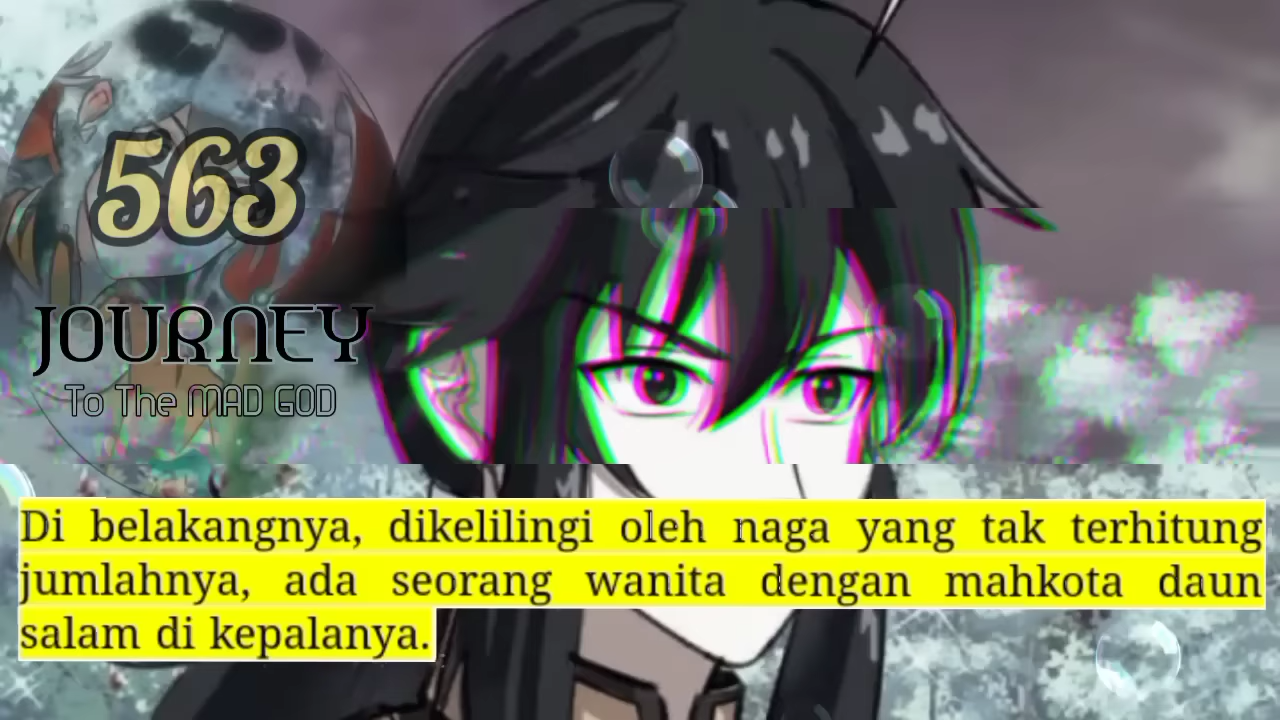 563
JOURNEY
To The MAD GOD
Di belakangnya, dikelilingi oleh naga yang tak terhitung
jumlahnya, ada seorang wanita dengan mahkota daun
salam di kepalanya.